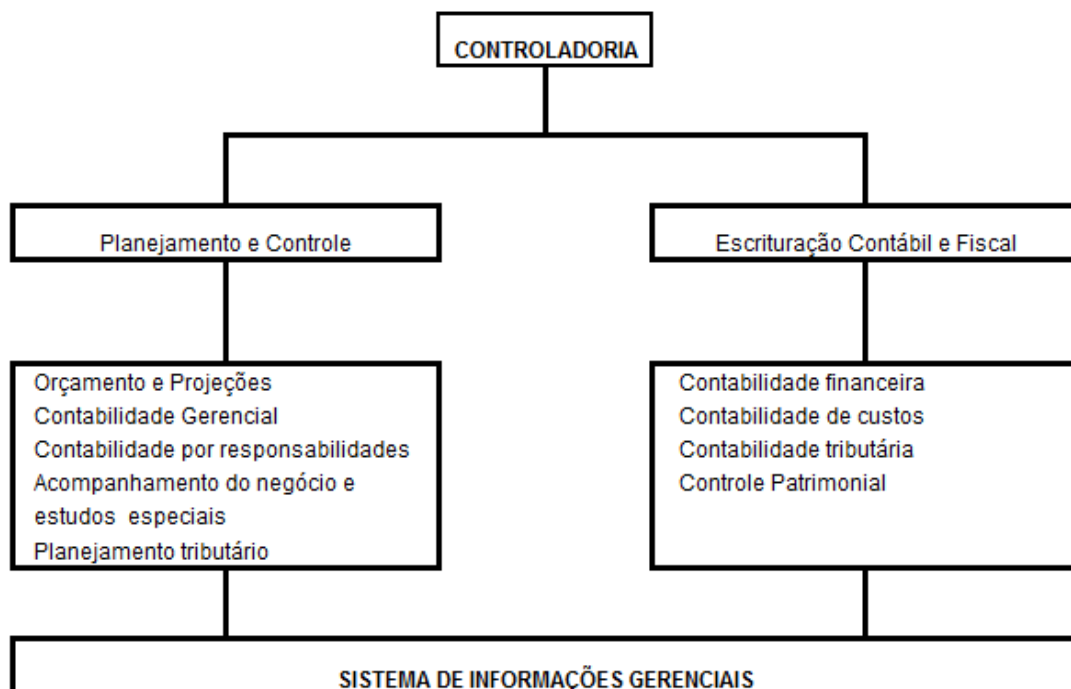 CONTROLADORIA
Planejamento e Controle
Escrituração Contábil e Fiscal
Orçamento e Projeções
Contabilidade Gerencial
Contabilidade por responsabilidades
Acompanhamento do negócio e
estudos especiais
Planejamento tributário
Contabilidade financeira
Contabilidade de custos
Contabilidade tributária
Controle Patrimonial
SISTEMA DE INFORMAÇÕES GERENCIAIS